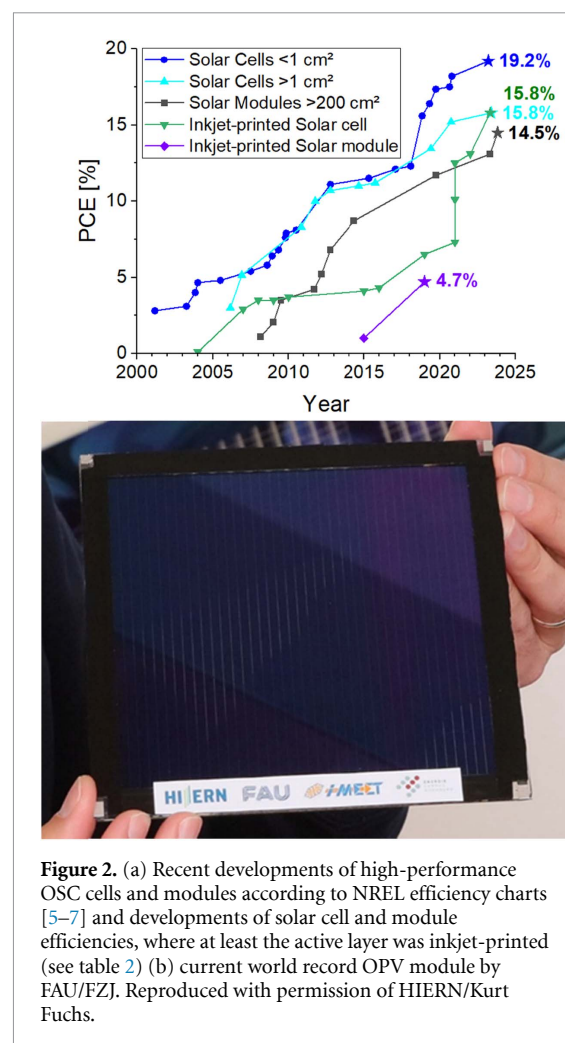 20
15
10
5
0
PCE [%]
Solar Cells <1 cm²
Solar Cells >1 cm²
Solar Modules >200 cm²
Inkjet-printed Solar cell
Inkjet-printed Solar module
19.2%
15.8%
15.8%
14.5%
4.7%
2000 2005 2010 2015 2020 2025
Year
HI ERN FAU i-MEET
Figure 2. (a) Recent developments of high-performance
OSC cells and modules according to NREL efficiency charts
[5–7] and developments of solar cell and module
efficiencies, where at least the active layer was inkjet-printed
(see table 2) (b) current world record OPV module by
FAU/FZJ. Reproduced with permission of HIERN/Kurt
Fuchs.